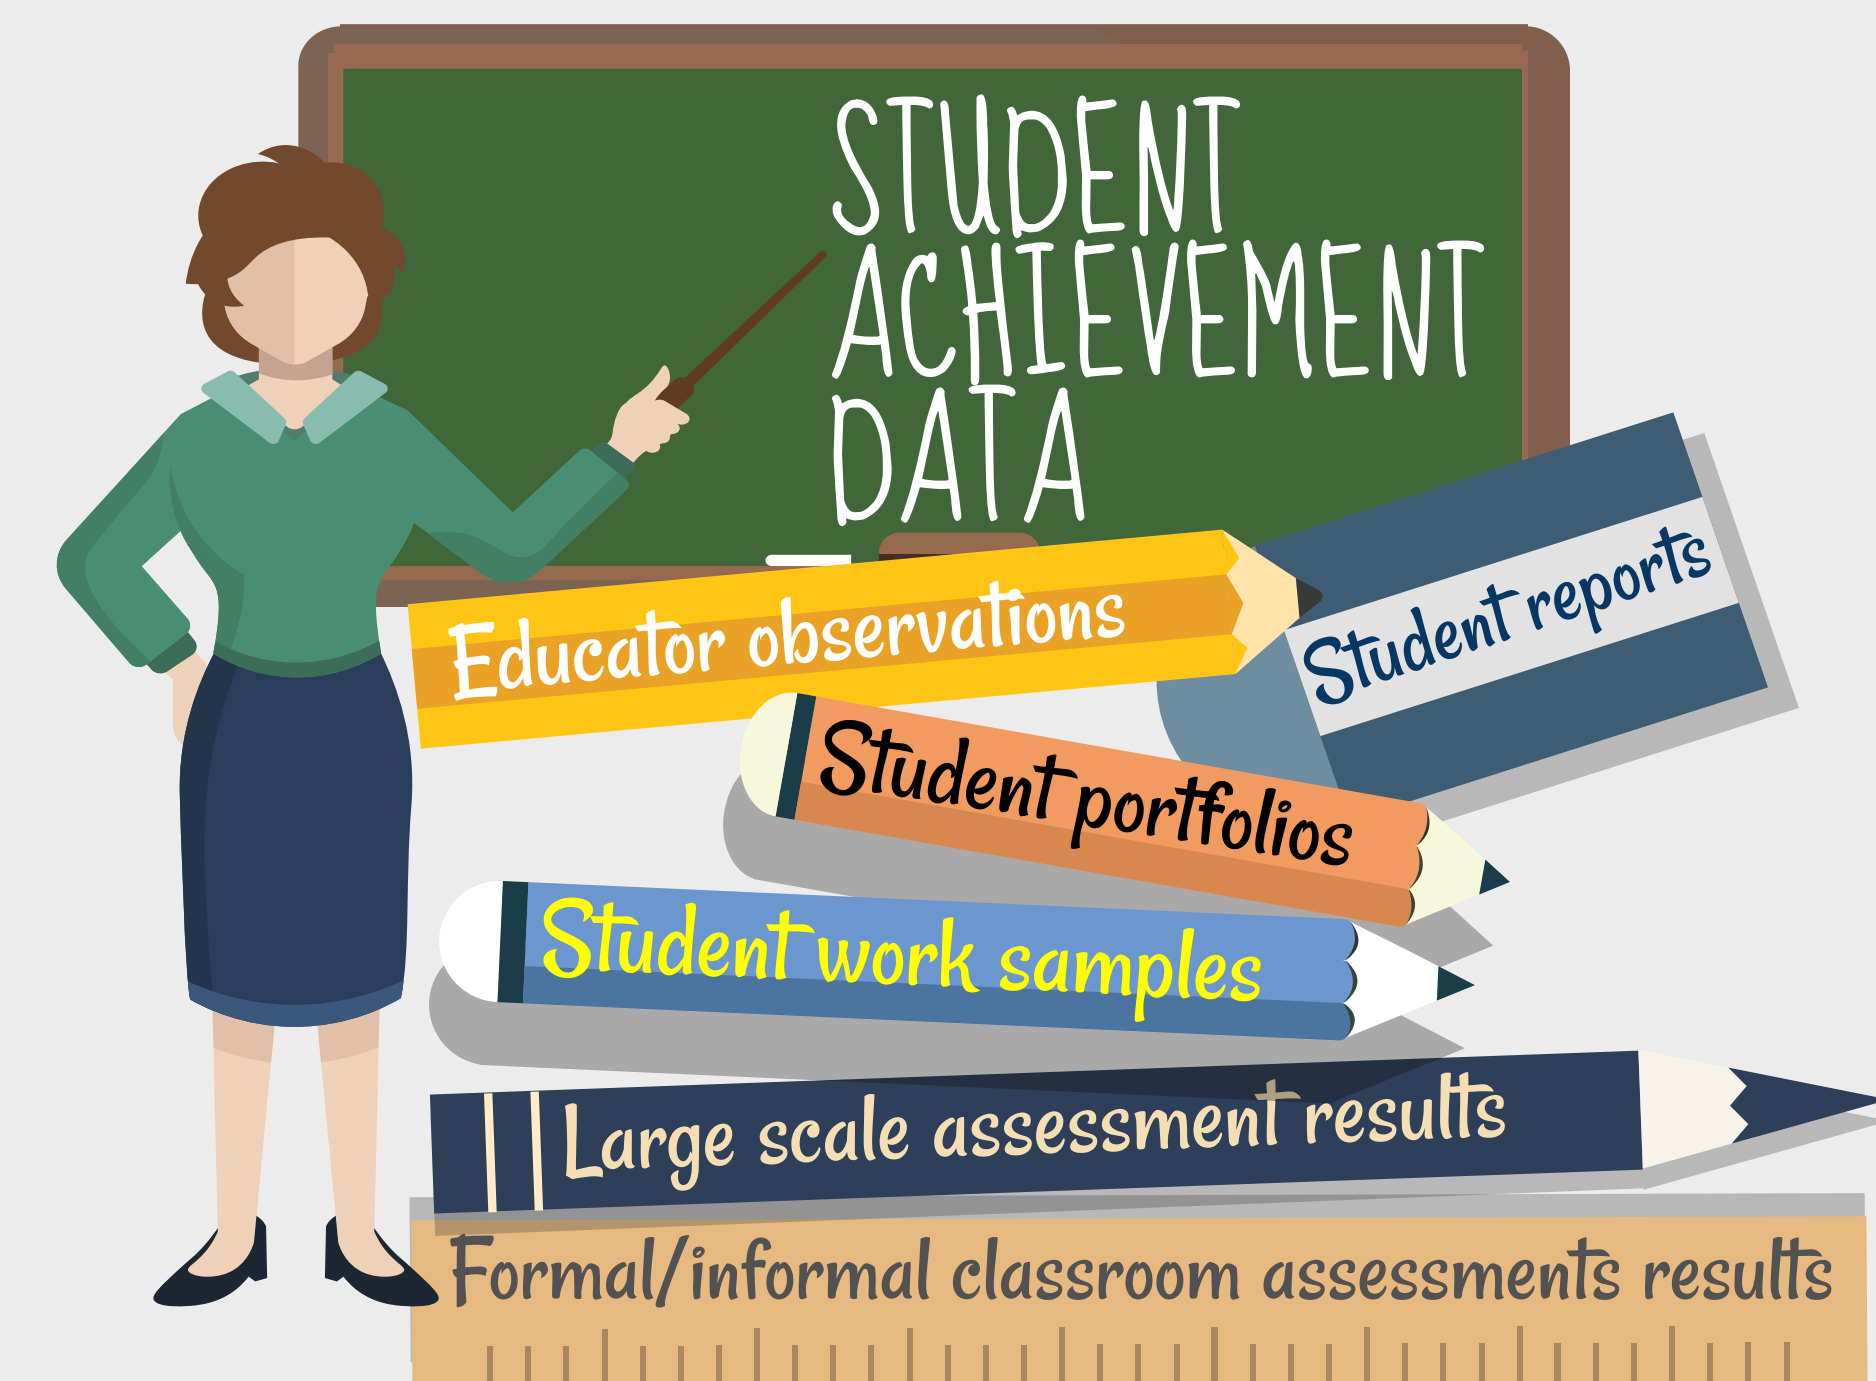 STUDENT
ACHIEVEMENT
DATA
Educator observations
Student reports
Student portfolios
Student work samples
Large scale assessment results
Formal/informal classroom assessments results